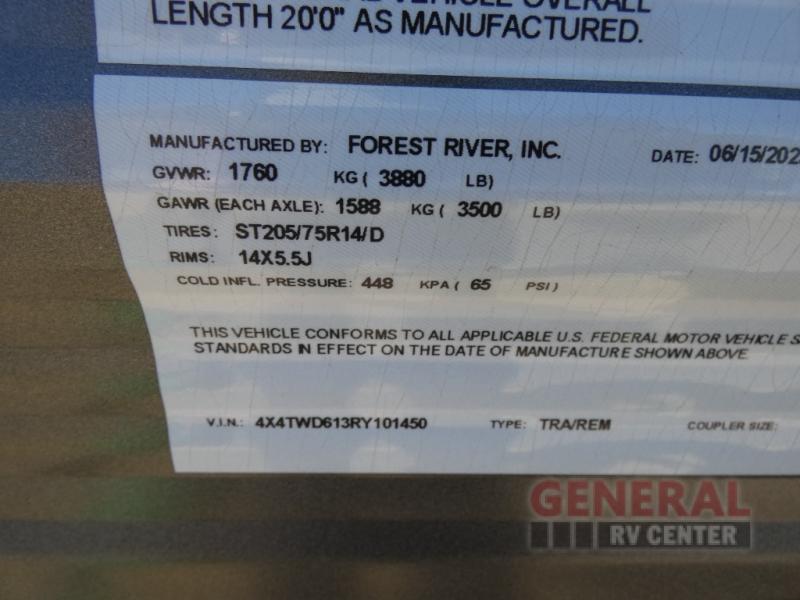 VEHICLE OVERALL
LENGTH 20'0" AS MANUFACTURED.
MANUFACTURED BY: FOREST RIVER, INC. DATE: 06/15/202
GVWR: 1760 KG ( 3880 LB)
GAWR (EACH AXLE): 1588 KG ( 3500 LB)
TIRES: ST205/75R14/D
RIMS: 14X5.5J
COLD INFL. PRESSURE: 448 KPA ( 65 PSI )
THIS VEHICLE CONFORMS TO ALL APPLICABLE U.S. FEDERAL MOTOR VEHICLE S
STANDARDS IN EFFECT ON THE DATE OF MANUFACTURE SHOWN ABOVE
V.I.N.: 4X4TWD613RY101450 TYPE: TRA/REM COUPLER SIZE:
GENERAL
RV CENTER